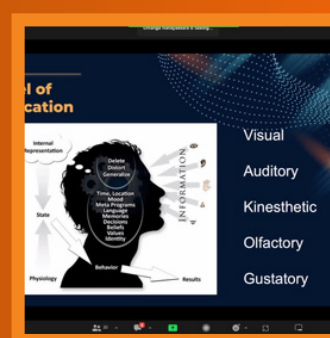 el of
cation
Internal
Representation
State
Physiology
Delete
Distort
Generalize
Time, Location
Mood
Meta Programs
Language
Memories
Decisions
Beliefs
Values
Identity
Behavior
Results
INFORMATION
Visual
Auditory
Kinesthetic
Olfactory
Gustatory